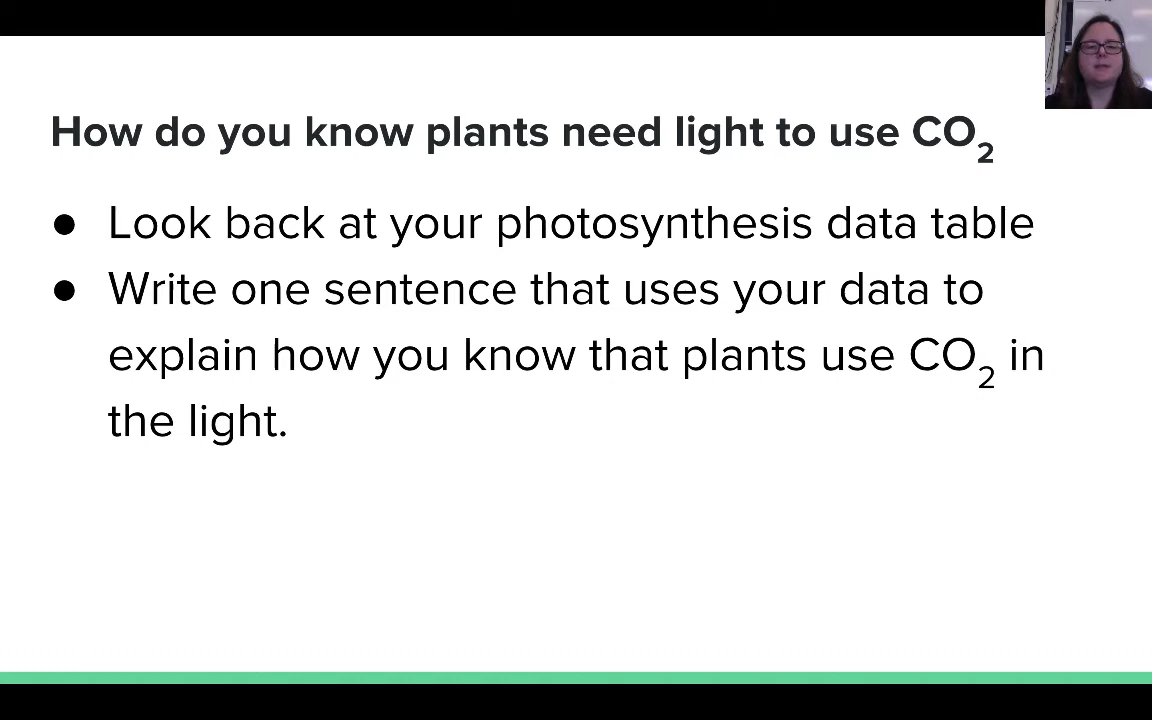 How do you know plants need light to use CO₂
● Look back at your photosynthesis data table
● Write one sentence that uses your data to
explain how you know that plants use CO₂ in
the light.